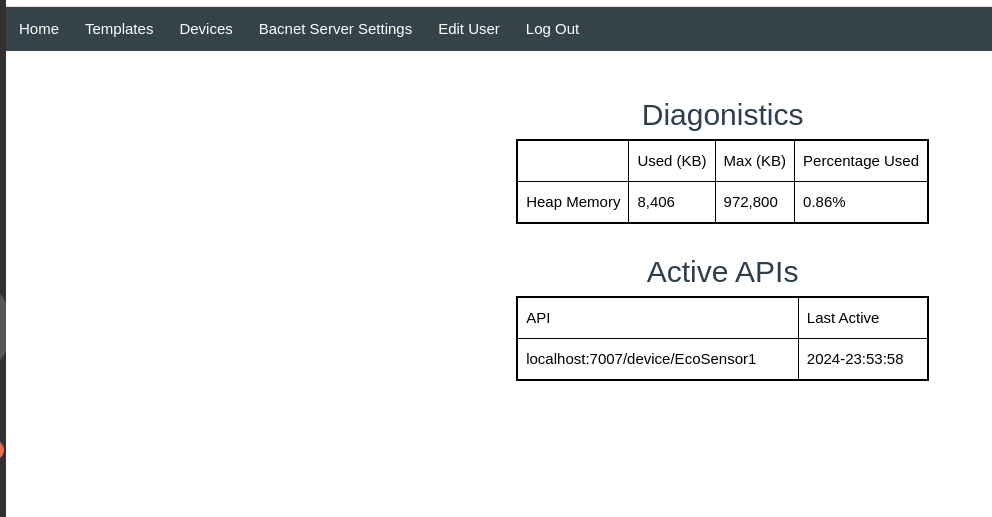 Home Templates Devices Bacnet Server Settings Edit User Log Out
Diagonistics
Used (KB) Max (KB) Percentage Used
Heap Memory 8,406 972,800 0.86%
Active APIs
API Last Active
localhost:7007/device/EcoSensor1 2024-23:53:58